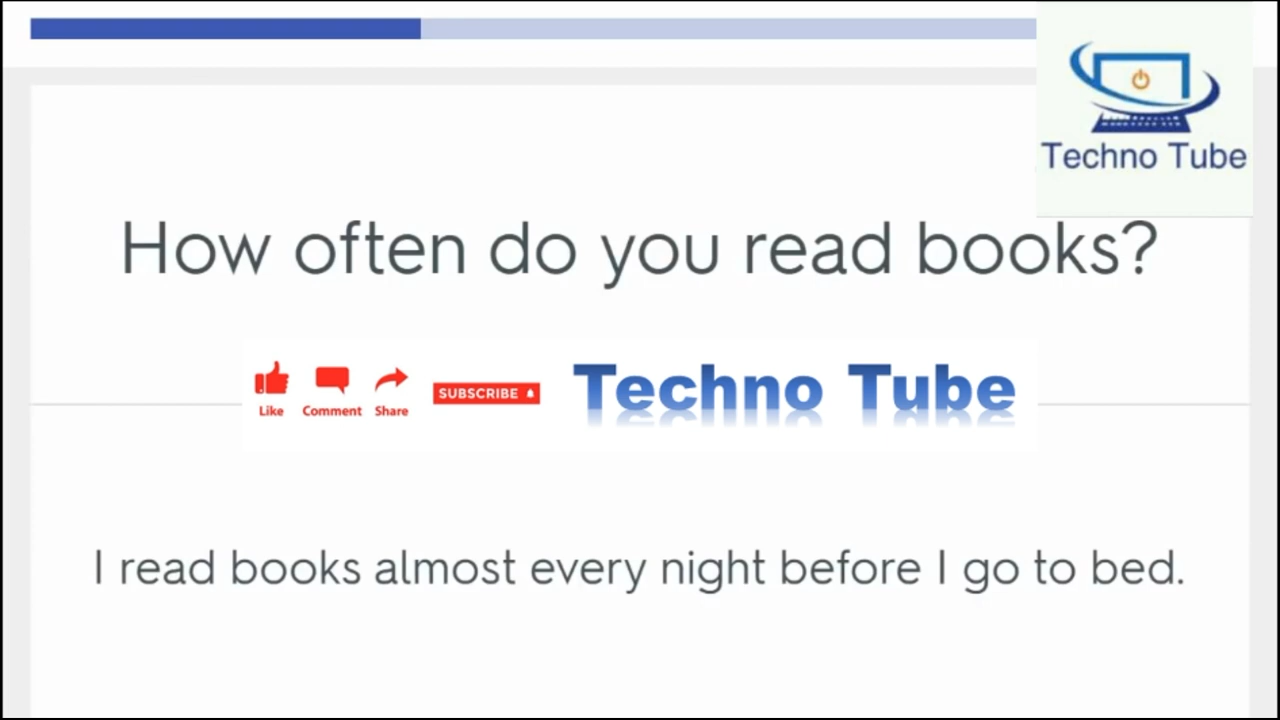 Techno Tube
How often do you read books?
Like Comment Share SUBSCRIBE Techno Tube
I read books almost every night before I go to bed.